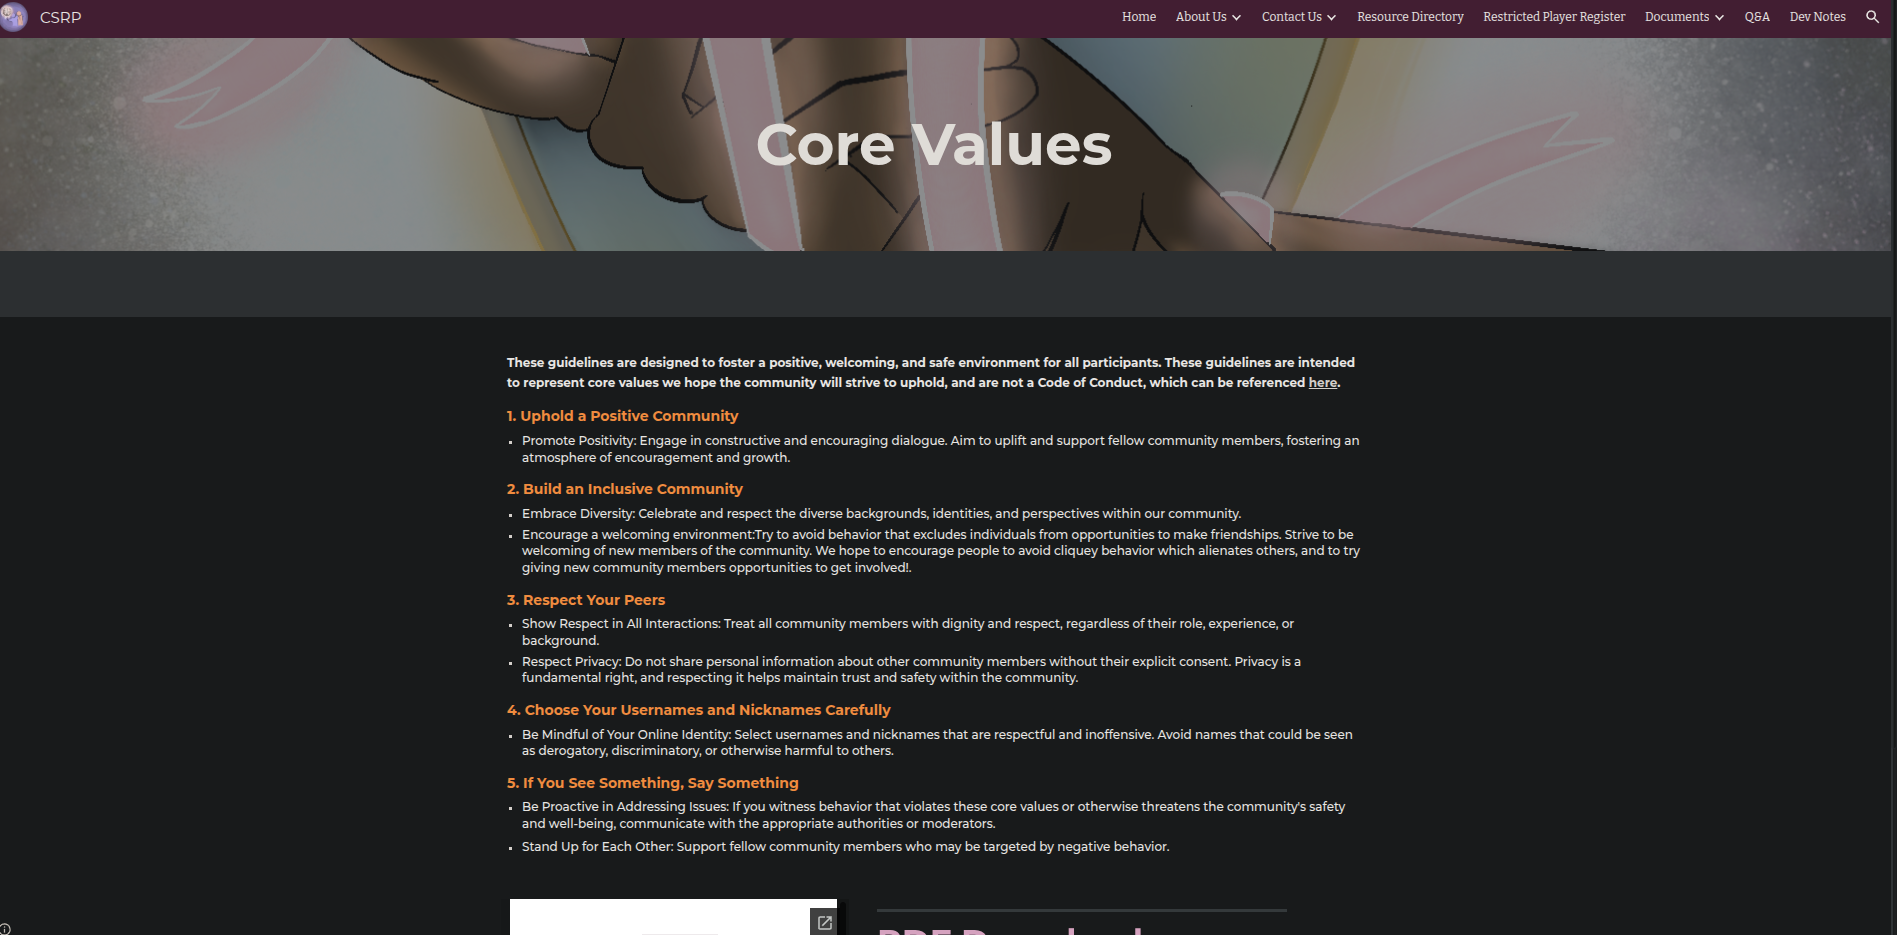 CSRP
Home About Us Contact Us Resource Directory Restricted Player Register Documents Q&A Dev Notes
Core Values
These guidelines are designed to foster a positive, welcoming, and safe environment for all participants. These guidelines are intended
to represent core values we hope the community will strive to uphold, and are not a Code of Conduct, which can be referenced here.
1. Uphold a Positive Community
Promote Positivity: Engage in constructive and encouraging dialogue. Aim to uplift and support fellow community members, fostering an
atmosphere of encouragement and growth.
2. Build an Inclusive Community
Embrace Diversity: Celebrate and respect the diverse backgrounds, identities, and perspectives within our community.
Encourage a welcoming environment:Try to avoid behavior that excludes individuals from opportunities to make friendships. Strive to be
welcoming of new members of the community. We hope to encourage people to avoid cliquey behavior which alienates others, and to try
giving new community members opportunities to get involved!.
3. Respect Your Peers
Show Respect in All Interactions: Treat all community members with dignity and respect, regardless of their role, experience, or
background.
Respect Privacy: Do not share personal information about other community members without their explicit consent. Privacy is a
fundamental right, and respecting it helps maintain trust and safety within the community.
4. Choose Your Usernames and Nicknames Carefully
Be Mindful of Your Online Identity: Select usernames and nicknames that are respectful and inoffensive. Avoid names that could be seen
as derogatory, discriminatory, or otherwise harmful to others.
5. If You See Something, Say Something
Be Proactive in Addressing Issues: If you witness behavior that violates these core values or otherwise threatens the community's safety
and well-being, communicate with the appropriate authorities or moderators.
Stand Up for Each Other: Support fellow community members who may be targeted by negative behavior.